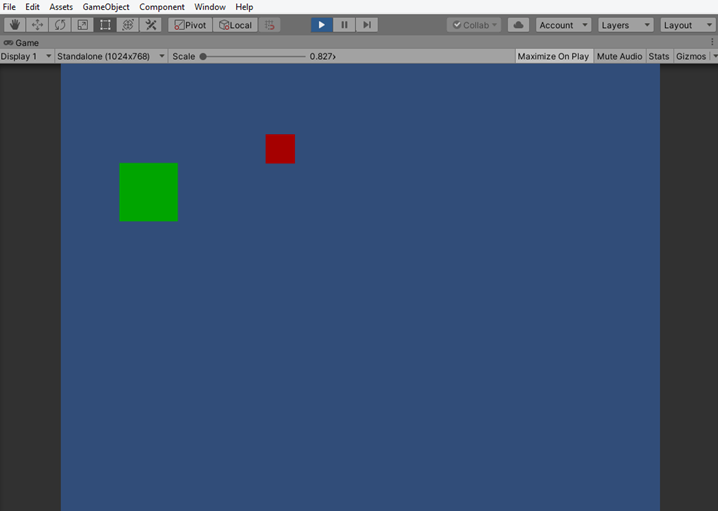 File Edit Assets GameObject Component Window Help
Pivot Local Collab Account Layers Layout
Game
Display 1 Standalone (1024x768) Scale 0.827x Maximize On Play Mute Audio Stats Gizmos